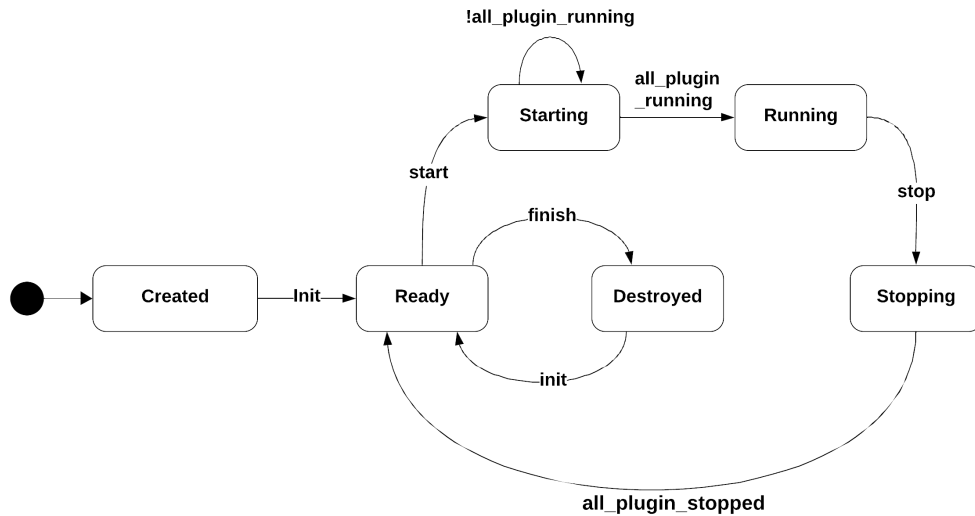 !all_plugin_running
all_plugin
_running
Starting
Running
start
stop
finish
Created
Init
Ready
Destroyed
Stopping
init
all_plugin_stopped